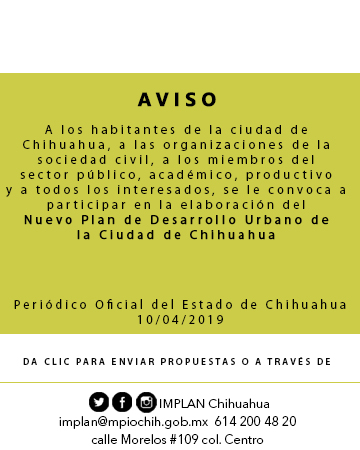 AVISO
A los habitantes de la ciudad de
Chihuahua, a las organizaciones de la
sociedad civil, a los miembros del
sector público, académico, productivo
y a todos los interesados, se le convoca a
participar en la elaboración del
Nuevo Plan de Desarrollo Urbano de
la Ciudad de Chihuahua
Periódico Oficial del Estado de Chihuahua
10/04/2019
DA CLIC PARA ENVIAR PROPUESTAS O A TRAVÉS DE
IMPLAN Chihuahua
implan@mpiochih.gob.mx 614 200 48 20
calle Morelos #109 col. Centro